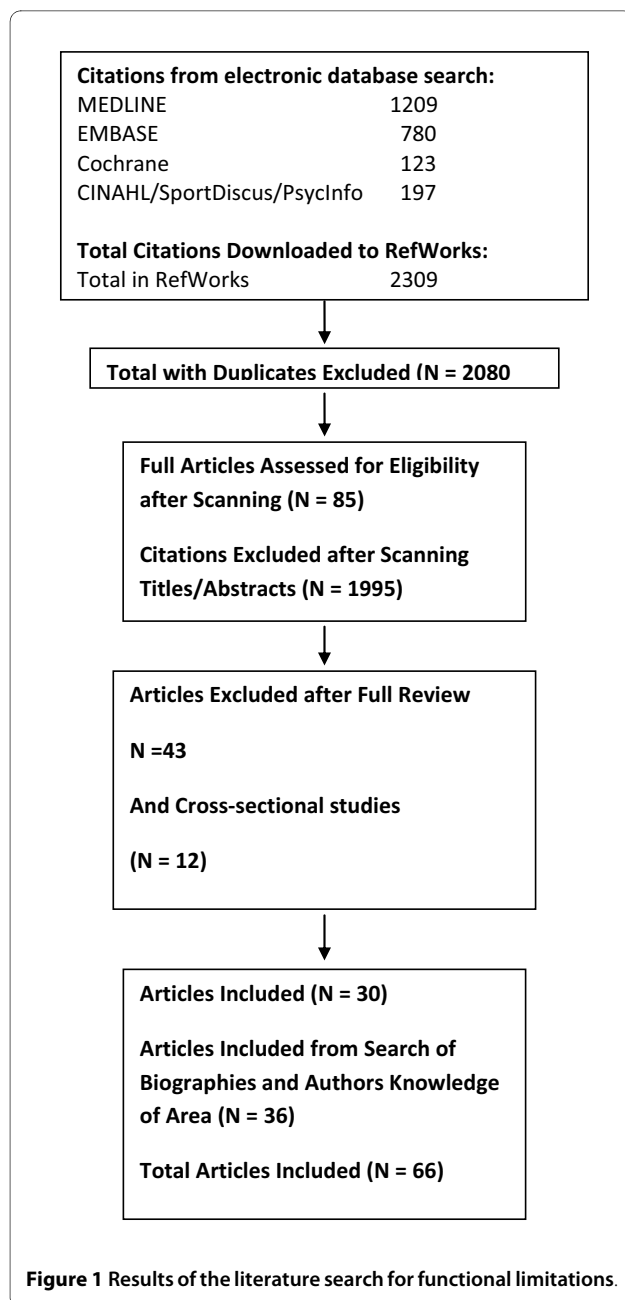 Citations from electronic database search:
MEDLINE 1209
EMBASE 780
Cochrane 123
CINAHL/SportDiscus/PsycInfo 197
Total Citations Downloaded to RefWorks:
Total in RefWorks 2309
Total with Duplicates Excluded (N = 2080
Full Articles Assessed for Eligibility
after Scanning (N = 85)
Citations Excluded after Scanning
Titles/Abstracts (N = 1995)
Articles Excluded after Full Review
N =43
And Cross-sectional studies
(N = 12)
Articles Included (N = 30)
Articles Included from Search of
Biographies and Authors Knowledge
of Area (N = 36)
Total Articles Included (N = 66)
Figure 1 Results of the literature search for functional limitations.